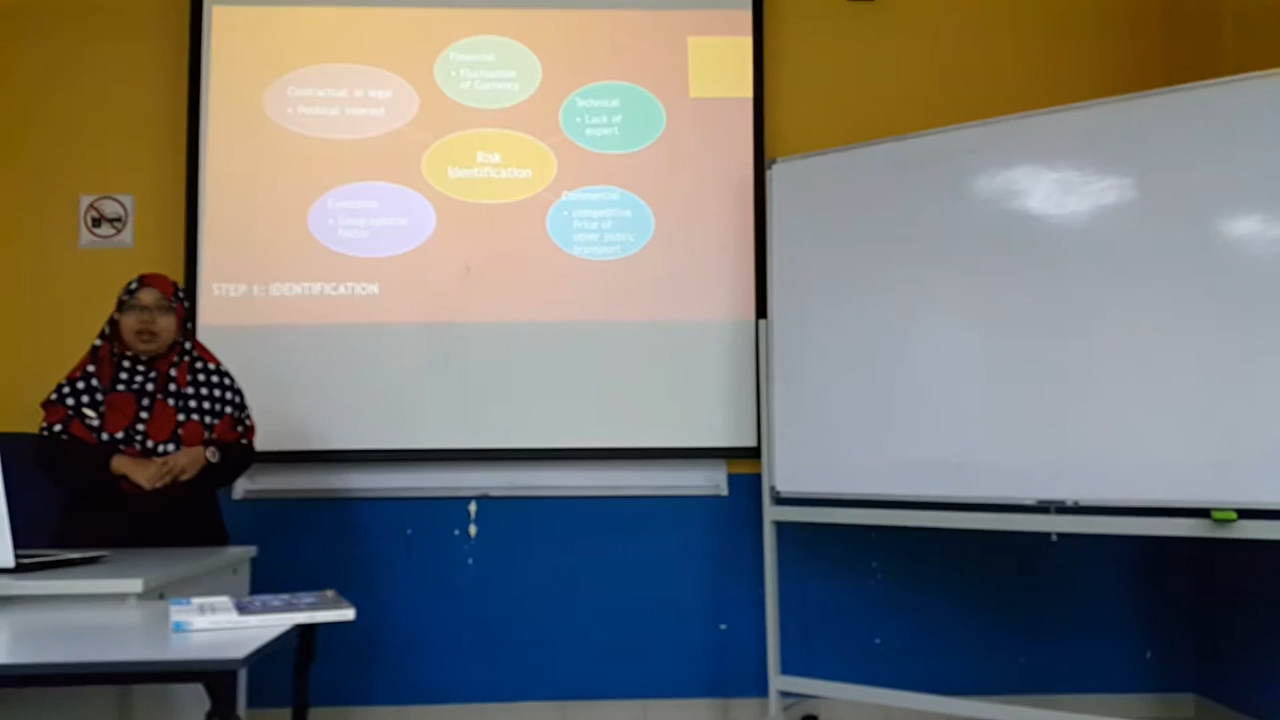 Financial
• Fluctuation
of Currency
Contractual or legal
• Political interest
Technical
• Lack of
expert
Risk
Identification
Execution
• Geographical
factor
Commercial
• competitive
Price of
other public
transport
STEP 1: IDENTIFICATION